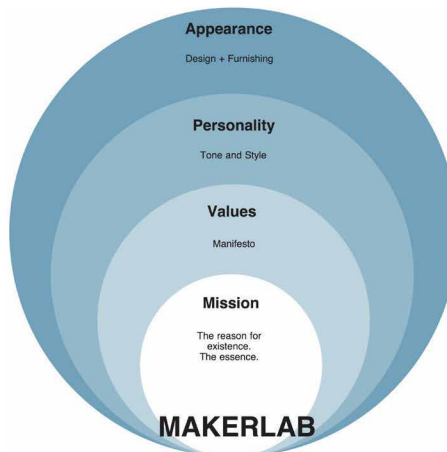 Appearance
Design + Furnishing
Personality
Tone and Style
Values
Manifesto
Mission
The reason for
existence.
The essence.
MAKERLAB